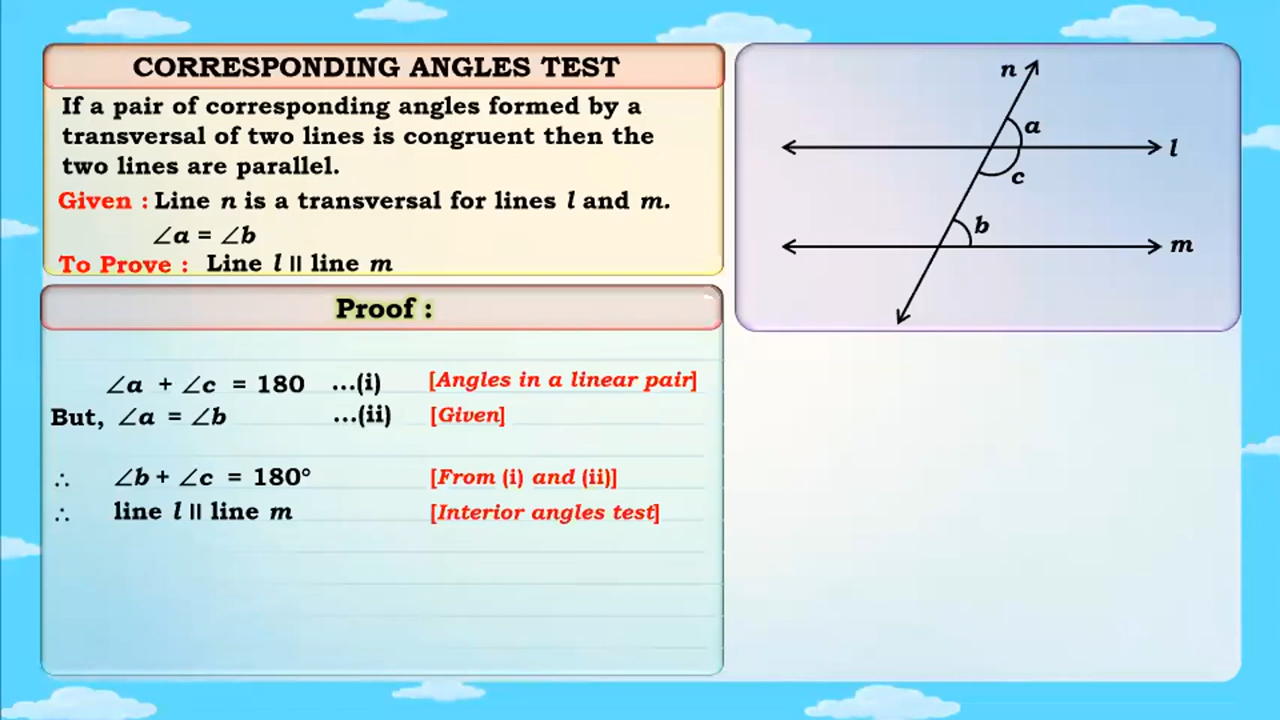 CORRESPONDING ANGLES TEST
If a pair of corresponding angles formed by a
transversal of two lines is congruent then the
two lines are parallel.
Given : Line n is a transversal for lines l and m.
∠a = ∠b
To Prove : Line l || line m
Proof :
∠a + ∠c = 180 ...(i) [Angles in a linear pair]
But, ∠a = ∠b ...(ii) [Given]
∴ ∠b + ∠c = 180° [From (i) and (ii)]
∴ line l || line m [Interior angles test]
n
a
l
c
b
m